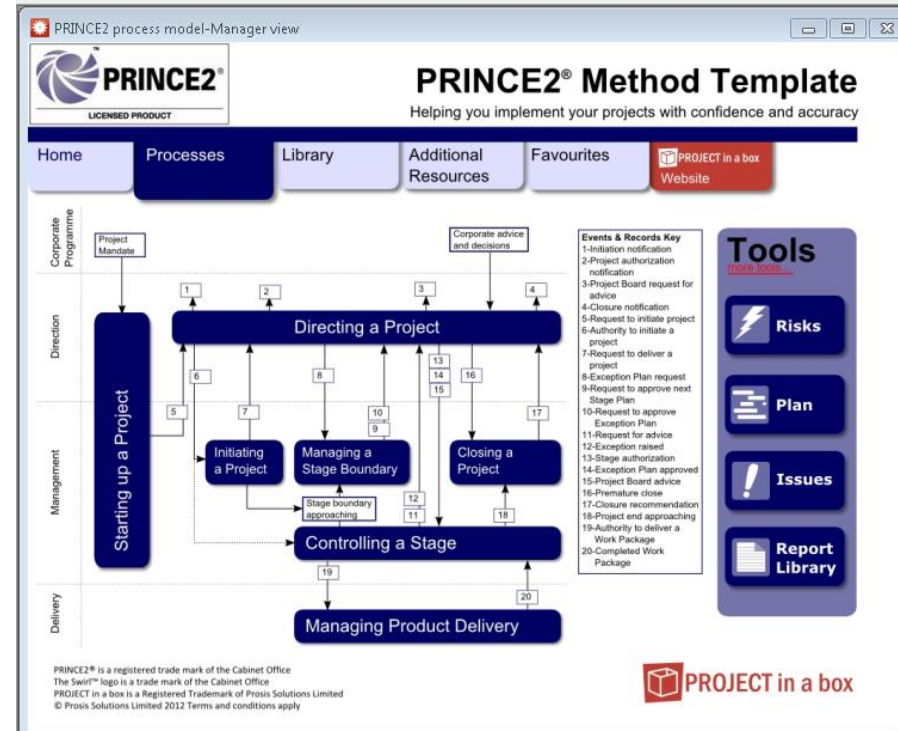 PRINCE2 process model-Manager view
PRINCE2®
LICENSED PRODUCT
PRINCE2® Method Template
Helping you implement your projects with confidence and accuracy
Home
Processes
Library
Additional
Resources
Favourites
PROJECT in a box
Website
Corporate
Programme
Direction
Management
Delivery
Project
Mandate
Corporate advice
and decisions
1
2
3
4
Directing a Project
Starting up a Project
5
6
7
8
10
9
13
14
15
16
17
Initiating
a Project
Managing a
Stage Boundary
Closing a
Project
Stage boundary
approaching
12
11
18
Controlling a Stage
19
20
Managing Product Delivery
Events & Records Key
1-Initiation notification
2-Project authorization
notification
3-Project Board request for
advice
4-Closure notification
5-Request to initiate project
6-Authority to initiate a
project
7-Request to deliver a
project
8-Exception Plan request
9-Request to approve next
Stage Plan
10-Request to approve
Exception Plan
11-Request for advice
12-Exception raised
13-Stage authorization
14-Exception Plan approved
15-Project Board advice
16-Premature close
17-Closure recommendation
18-Project end approaching
19-Authority to deliver a
Work Package
20-Completed Work
Package
Tools
more tools...
Risks
Plan
Issues
Report
Library
PRINCE2® is a registered trade mark of the Cabinet Office
The Swirl™ logo is a trade mark of the Cabinet Office
PROJECT in a box is a Registered Trademark of Prosis Solutions Limited
© Prosis Solutions Limited 2012 Terms and conditions apply
PROJECT in a box